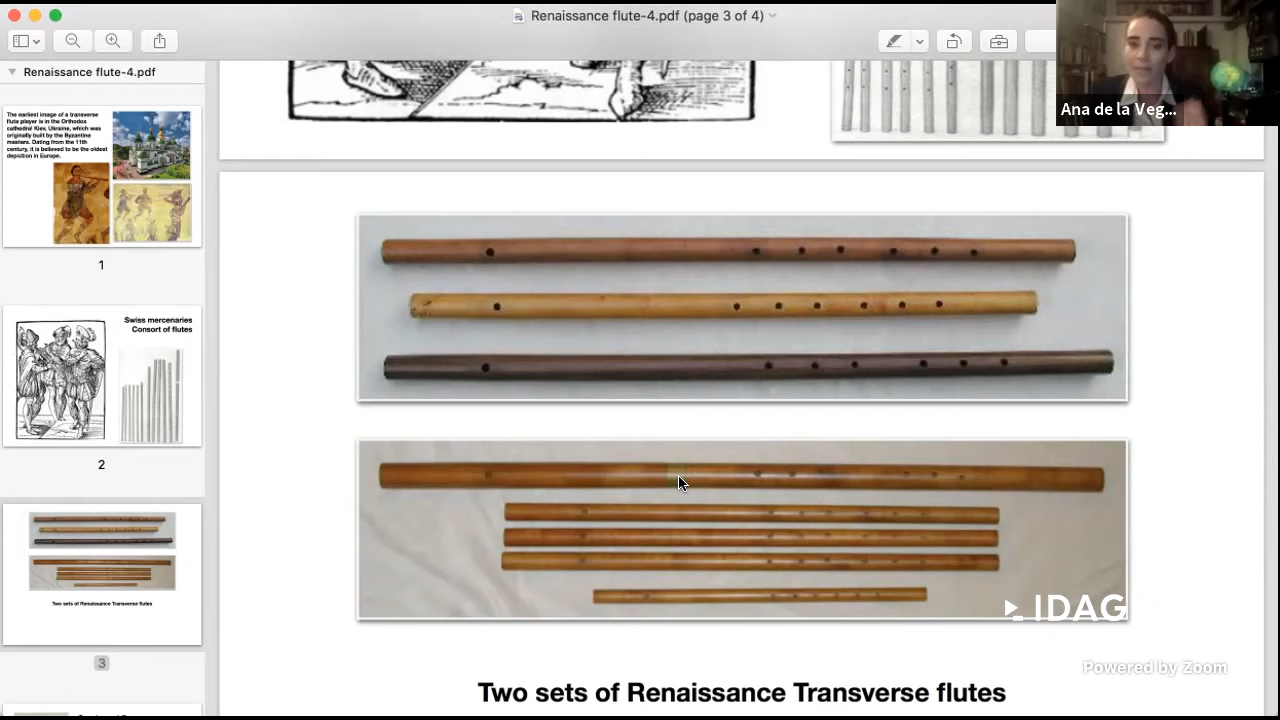 Renaissance flute-4.pdf (page 3 of 4)
Renaissance flute-4.pdf
The earliest image of a transverse
flute player is in the Orthodox
cathedral Kiev, Ukraine, which was
originally built by the Byzantine
masters. Dating from the 11th
century, it is believed to be the oldest
depiction in Europe.
1
Swiss mercenaries
Consort of flutes
2
Two sets of Renaissance Transverse flutes
3
Ana de la Veg...
IDAG
Powered by Zoom
Two sets of Renaissance Transverse flutes